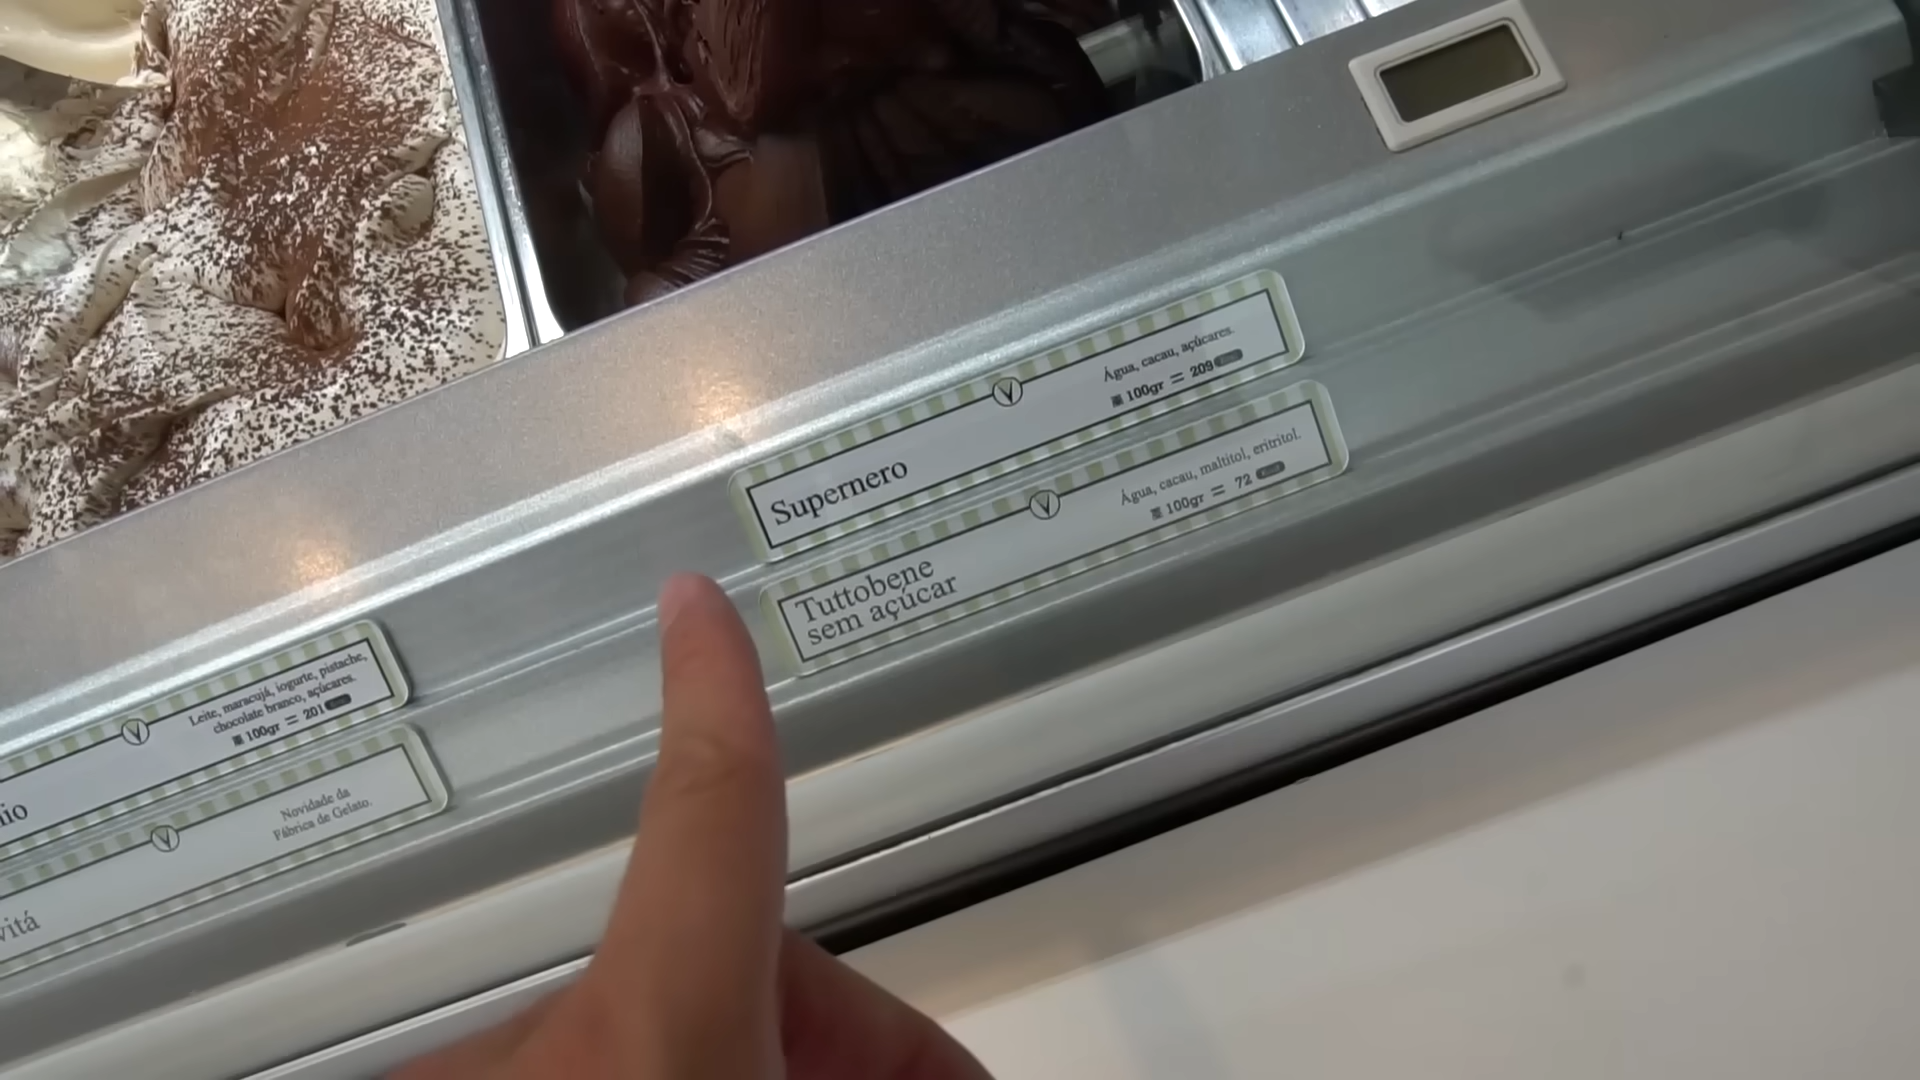 Supernero
Água, cacau, açúcares.
100gr = 209
Tuttobene
sem açúcar
Água, cacau, maltitol, eritritol.
100gr = 72
Leite, maracujá, iogurte, pistache,
chocolate branco, açúcares.
100gr = 201
Novidade da
Fábrica de Gelato.